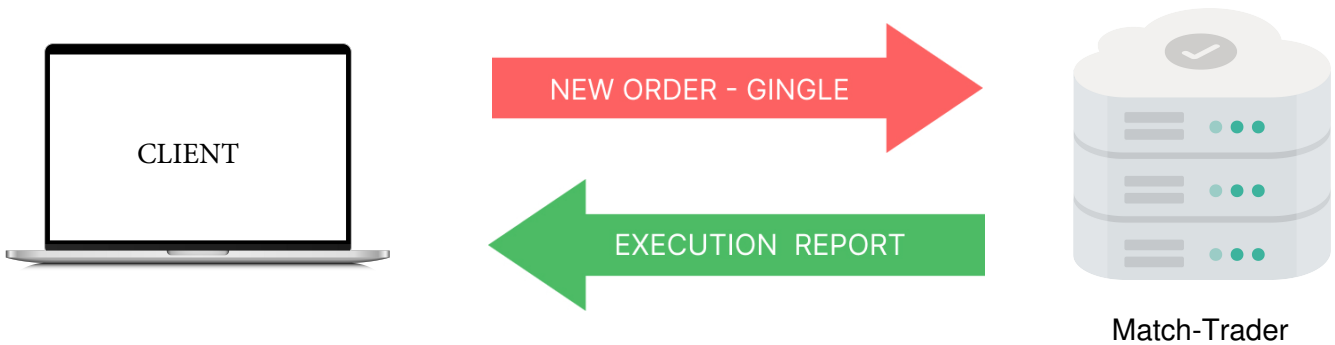 CLIENT
NEW ORDER - GINGLE
EXECUTION REPORT
Match-Trader